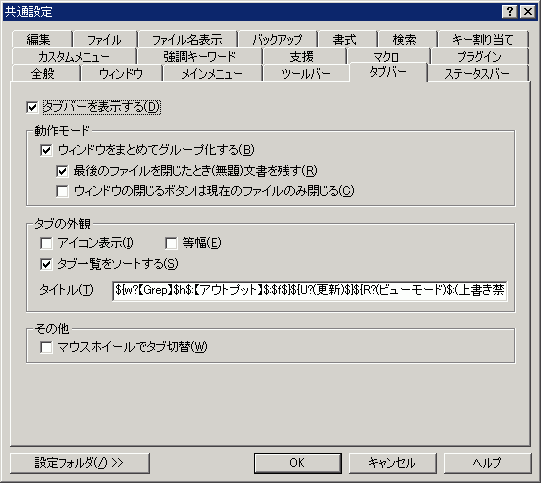 共通設定
編集 ファイル ファイル名表示 バックアップ 書式 検索 キー割り当て
カスタムメニュー 強調キーワード 支援 マクロ プラグイン
全般 ウィンドウ メインメニュー ツールバー タブバー ステータスバー
タブバーを表示する(D)
動作モード
ウィンドウをまとめてグループ化する(B)
最後のファイルを閉じたとき(無題)文書を残す(R)
ウィンドウの閉じるボタンは現在のファイルのみ閉じる(C)
タブの外観
アイコン表示(I) 等幅(E)
タブ一覧をソートする(S)
タイトル(T) ${w?【Grep】$h$:【アウトプット】$:$f$}${U?(更新)$}${R?(ビューモード)$:(上書き禁
その他
マウスホイールでタブ切替(W)
設定フォルダ(/) >> OK キャンセル ヘルプ